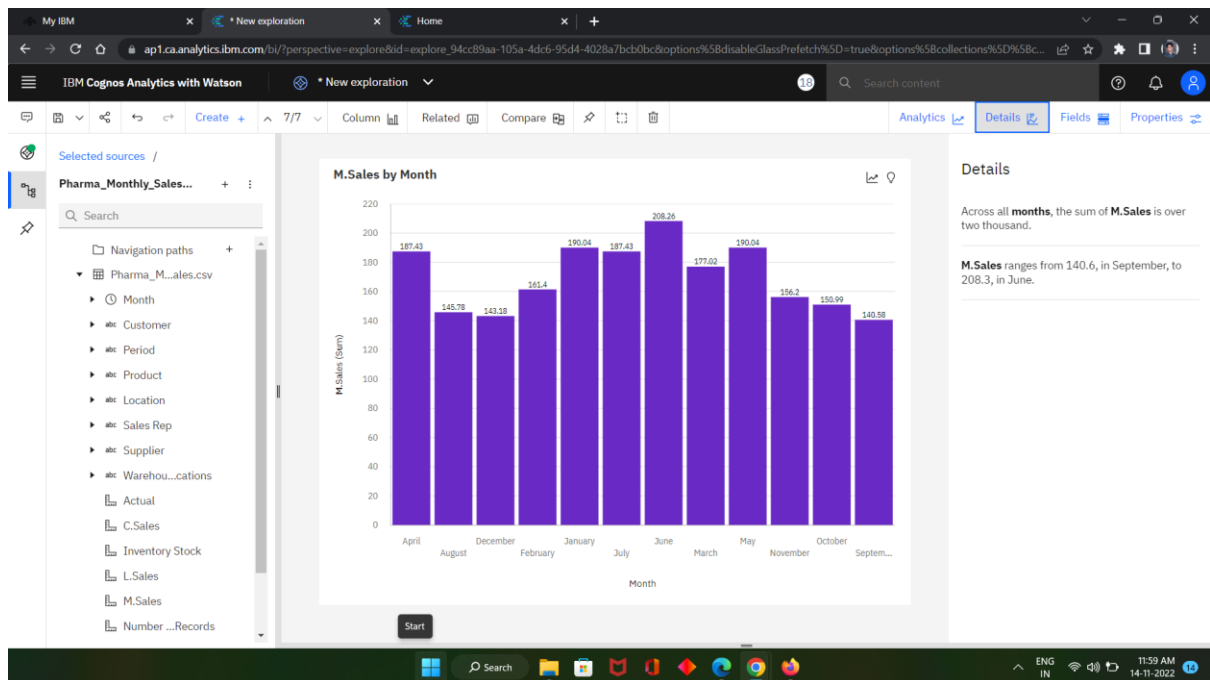 My IBM
* New exploration
Home
ap1.ca.analytics.ibm.com/bi/?perspective=explore&id=explore_94cc89aa-105a-4dc6-95d4-4028a7bcb0bc&options%5BdisableGlassPrefetch%5D=true&options%5Bcollections%5D%5Bc...
IBM Cognos Analytics with Watson
* New exploration
18
Search content
Create +
7/7
Column
Related
Compare
Analytics
Details
Fields
Properties
Selected sources /
Pharma_Monthly_Sales...
Search
Navigation paths
Pharma_M...ales.csv
Month
abc Customer
abc Period
abc Product
abc Location
abc Sales Rep
abc Supplier
abc Warehou...cations
Actual
C.Sales
Inventory Stock
L.Sales
M.Sales
Number ...Records
M.Sales by Month
M.Sales (Sum)
220
200
180
160
140
120
100
80
60
40
20
0
187.43
145.78
143.18
161.4
190.04
187.43
208.26
177.02
190.04
156.2
150.99
140.58
April
August
December
February
January
July
June
March
May
November
October
Septem...
Month
Details
Across all months, the sum of M.Sales is over
two thousand.
M.Sales ranges from 140.6, in September, to
208.3, in June.
Start
Search
ENG
IN
11:59 AM
14-11-2022
14